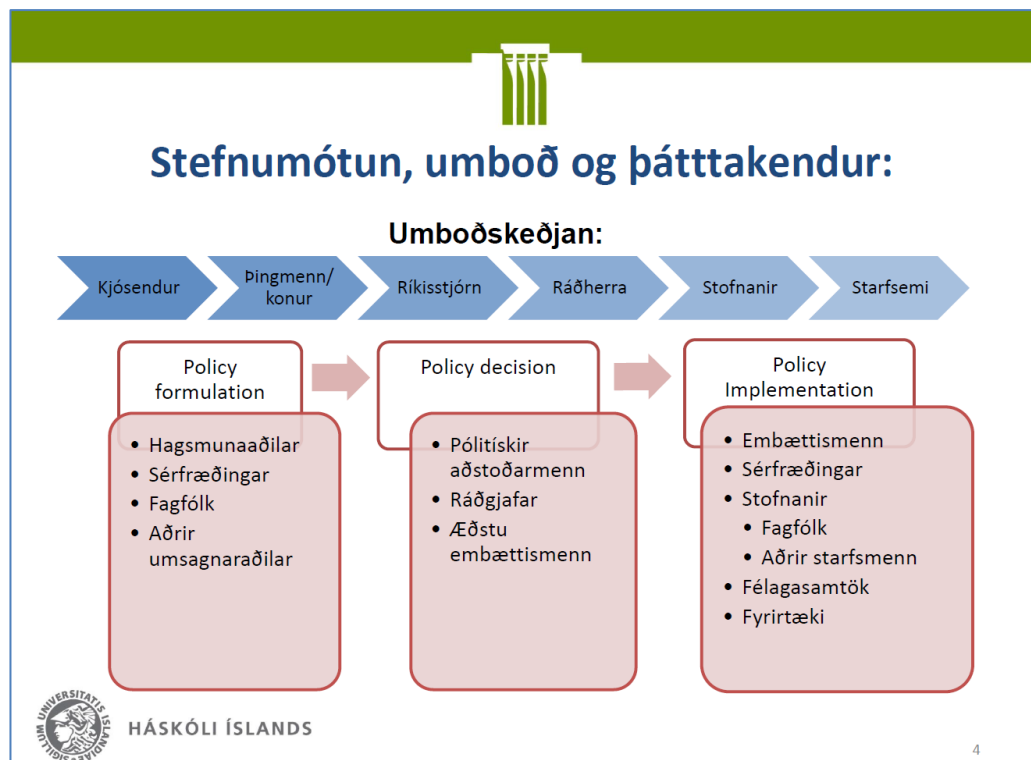 Stefnumótun, umboð og þátttakendur:
Umboðskeðjan:
Kjósendur
Þingmenn/
konur
Ríkisstjórn
Ráðherra
Stofnanir
Starfsemi
Policy
formulation
• Hagsmunaaðilar
• Sérfræðingar
• Fagfólk
• Aðrir
umsagnaraðilar
Policy decision
• Pólitískir
aðstoðarmenn
• Ráðgjafar
• Æðstu
embættismenn
Policy
Implementation
• Embættismenn
• Sérfræðingar
• Stofnanir
• Fagfólk
• Aðrir starfsmenn
• Félagasamtök
• Fyrirtæki
HÁSKÓLI ÍSLANDS
4